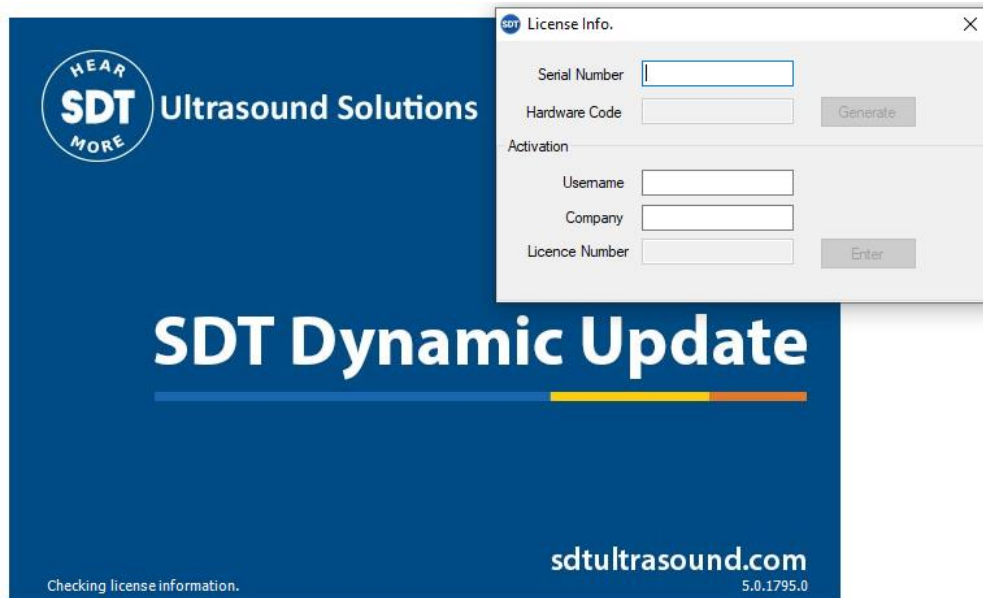 HEAR
SDT
MORE
Ultrasound Solutions
SDT License Info.
Serial Number
Hardware Code
Generate
Activation
Username
Company
Licence Number
Enter
SDT Dynamic Update
sdtultrasound.com
Checking license information.
5.0.1795.0